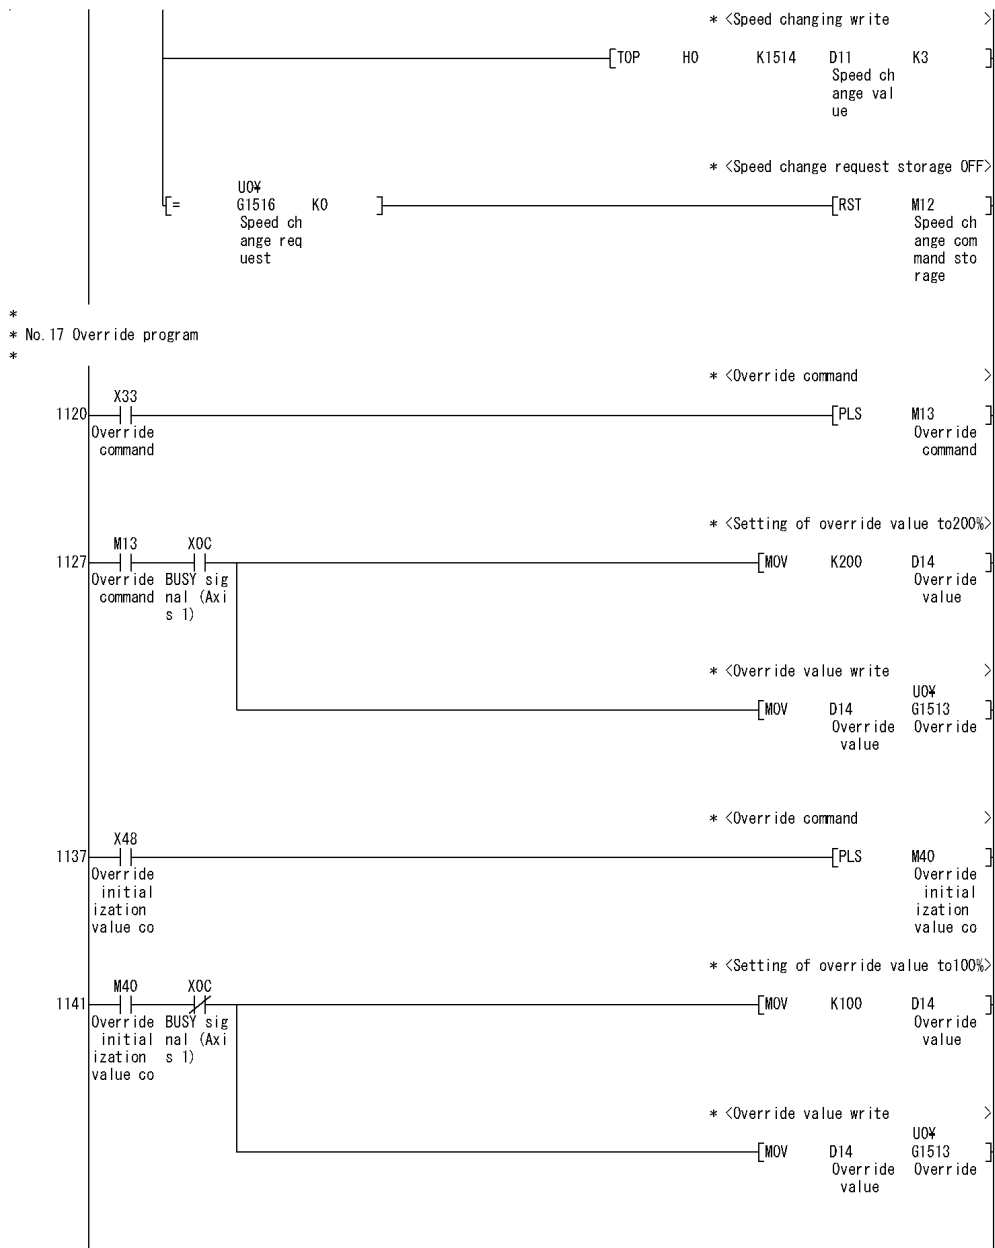 * <Speed changing write >
[TOP H0 K1514 D11 K3 ]
Speed ch
ange val
ue
* <Speed change request storage OFF>
U0¥
[= G1516 K0 ] [RST M12 ]
Speed ch
ange req
uest
Speed ch
ange com
mand sto
rage
*
* No.17 Override program
*
* <Override command >
X33
1120 [PLS M13 ]
Override
command
Override
command
* <Setting of override value to200%>
M13 X0C
1127 [MOV K200 D14 ]
Override
command
BUSY sig
nal (Axi
s 1)
Override
value
* <Override value write >
U0¥
[MOV D14 G1513 ]
Override
value
Override
* <Override command >
X48
1137 [PLS M40 ]
Override
initial
ization
value co
Override
initial
ization
value co
* <Setting of override value to100%>
M40 X0C
1141 [MOV K100 D14 ]
Override
initial
ization
value co
BUSY sig
nal (Axi
s 1)
Override
value
* <Override value write >
U0¥
[MOV D14 G1513 ]
Override
value
Override